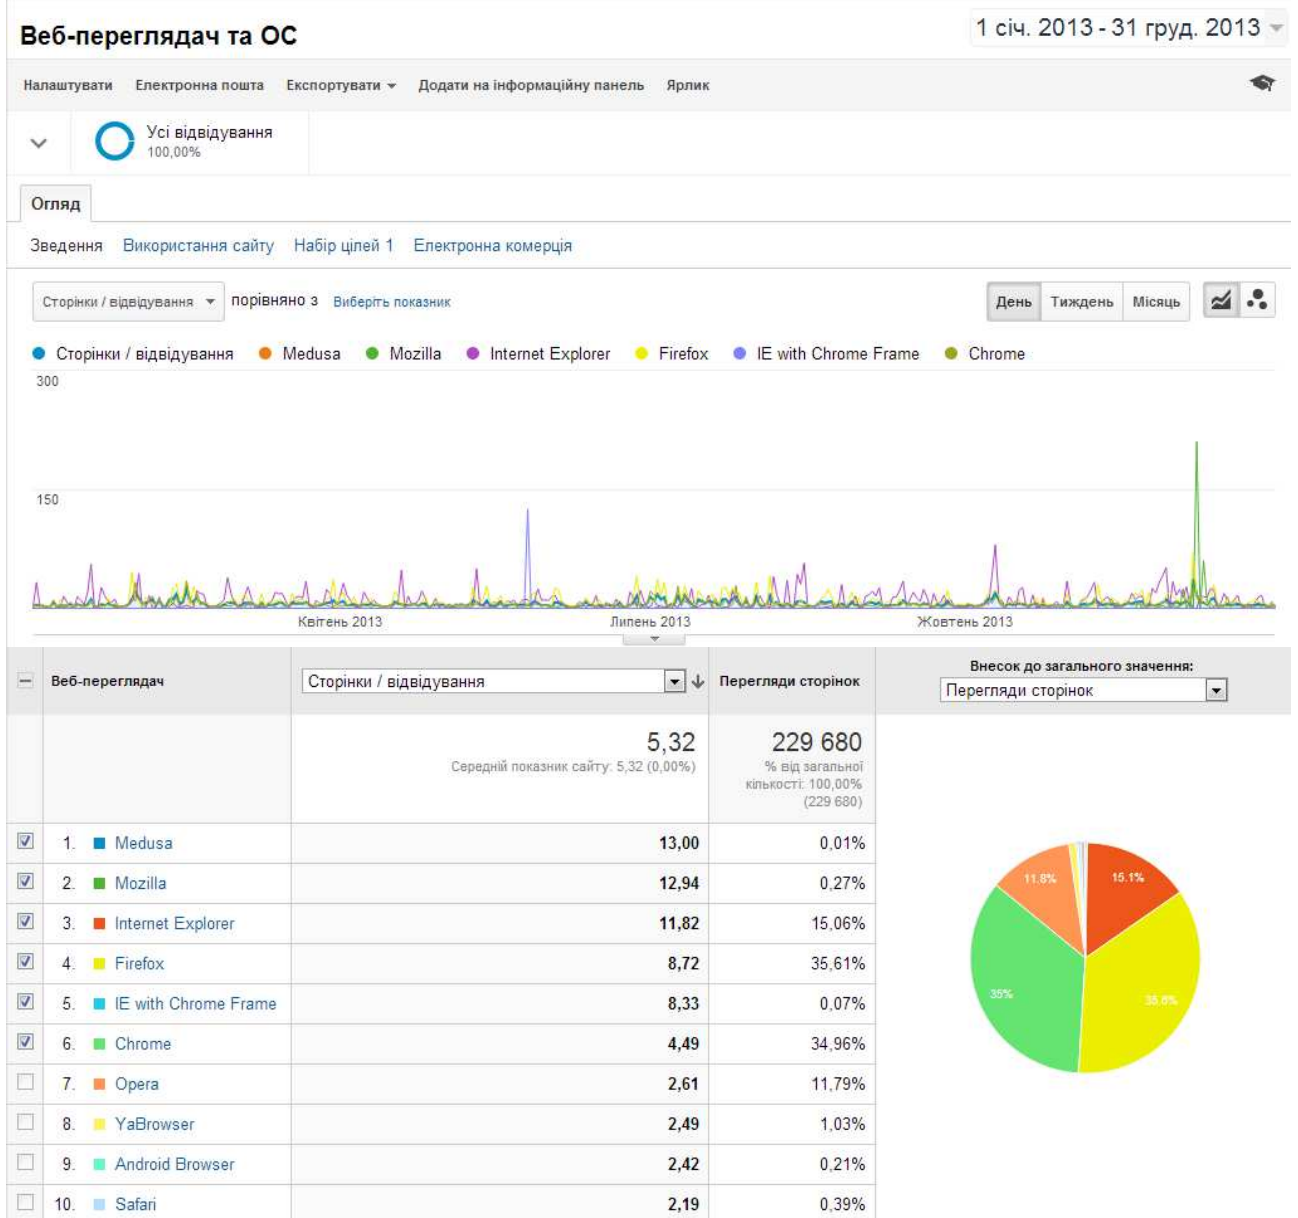 Веб-переглядач та ОС
1 січ. 2013 - 31 груд. 2013
Налаштувати Електронна пошта Експортувати Додати на інформаційну панель Ярлик
Усі відвідування
100,00%
Огляд
Зведення Використання сайту Набір цілей 1 Електронна комерція
Сторінки / відвідування порівняно з Виберіть показник День Тиждень Місяць
Сторінки / відвідування Medusa Mozilla Internet Explorer Firefox IE with Chrome Frame Chrome
300
150
Квітень 2013 Липень 2013 Жовтень 2013
Веб-переглядач Сторінки / відвідування Перегляди сторінок
Внесок до загального значення:
Перегляди сторінок
5,32
Середній показник сайту: 5,32 (0,00%)
229 680
% від загальної
кількості: 100,00%
(229 680)
1. Medusa 13,00 0,01%
2. Mozilla 12,94 0,27%
3. Internet Explorer 11,82 15,06%
4. Firefox 8,72 35,61%
5. IE with Chrome Frame 8,33 0,07%
6. Chrome 4,49 34,96%
7. Opera 2,61 11,79%
8. YaBrowser 2,49 1,03%
9. Android Browser 2,42 0,21%
10. Safari 2,19 0,39%
11.8% 15.1%
35% 35.6%